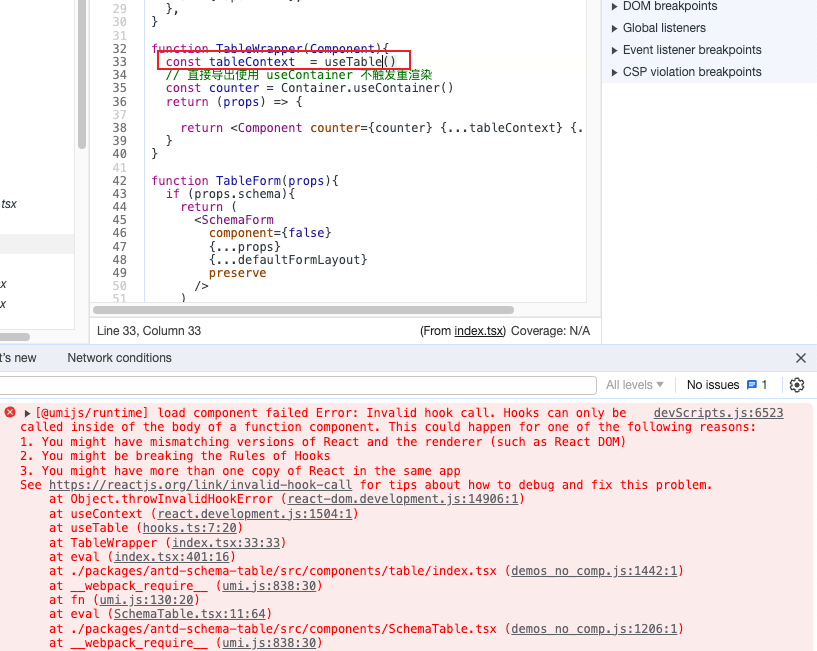 29 },
30 }
31
32 function TableWrapper(Component){
33 const tableContext = useTable()
34 // 直接导出使用 useContainer 不触发重渲染
35 const counter = Container.useContainer()
36 return (props) => {
37
38 return <Component counter={counter} {...tableContext} {.
39 }
40 }
41
42 function TableForm(props){
43 if (props.schema){
44 return (
45 <SchemaForm
46 component={false}
47 {...props}
48 {...defaultFormLayout}
49 preserve
50 />
51 )
tsx
x
x
DOM breakpoints
Global listeners
Event listener breakpoints
CSP violation breakpoints
Line 33, Column 33
(From index.tsx) Coverage: N/A
t's new
Network conditions
All levels
No issues
1
[@umijs/runtime] load component failed Error: Invalid hook call. Hooks can only be devScripts.js:6523
called inside of the body of a function component. This could happen for one of the following reasons:
1. You might have mismatching versions of React and the renderer (such as React DOM)
2. You might be breaking the Rules of Hooks
3. You might have more than one copy of React in the same app
See https://reactjs.org/link/invalid-hook-call for tips about how to debug and fix this problem.
at Object.throwInvalidHookError (react-dom.development.js:14906:1)
at useContext (react.development.js:1504:1)
at useTable (hooks.ts:7:20)
at TableWrapper (index.tsx:33:33)
at eval (index.tsx:401:16)
at ./packages/antd-schema-table/src/components/table/index.tsx (demos no comp.js:1442:1)
at __webpack_require__ (umi.js:838:30)
at fn (umi.js:130:20)
at eval (SchemaTable.tsx:11:64)
at ./packages/antd-schema-table/src/components/SchemaTable.tsx (demos no comp.js:1206:1)
at __webpack_require__ (umi.js:838:30)